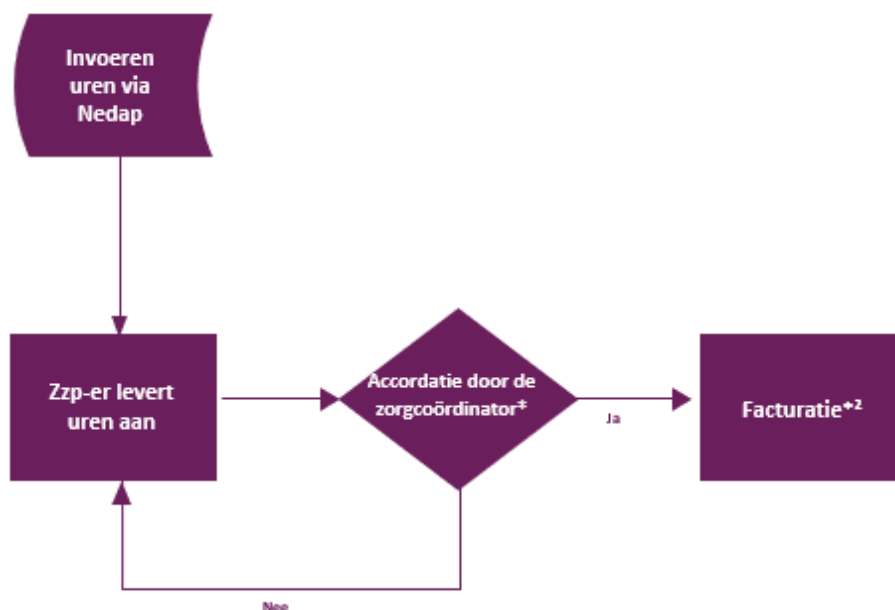 Invoeren
uren via
Nedap
Zzp-er levert
uren aan
Accordatie door de
zorgcoördinator*
Ja
Facturatie*²
Nee